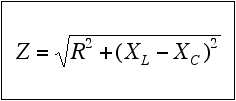 Z = √(R² + (X_L − X_C)²)